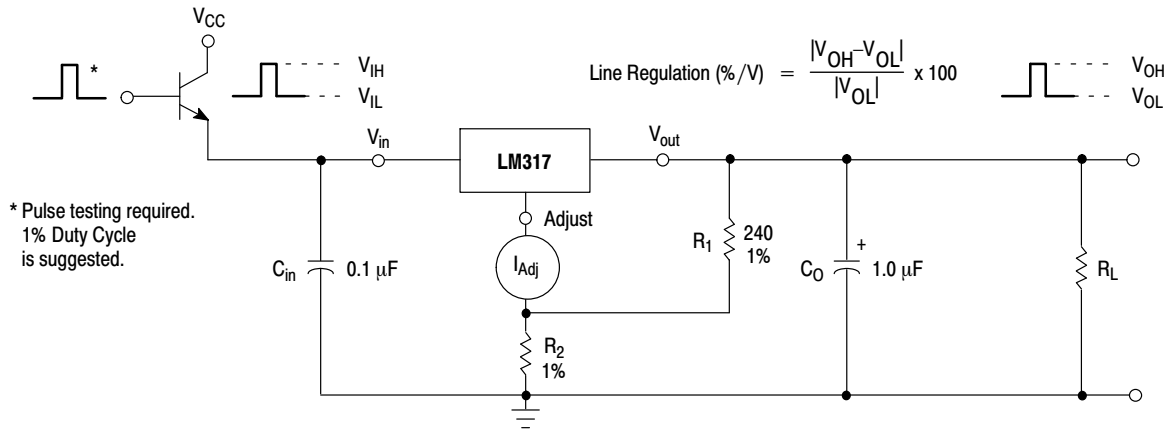 V_CC
*
V_IH
V_IL
Line Regulation (%/V) = |V_OH–V_OL| / |V_OL| x 100
V_OH
V_OL
V_in
LM317
V_out
* Pulse testing required.
1% Duty Cycle
is suggested.
Adjust
I_Adj
C_in
0.1 μF
R_1
240
1%
C_O
+
1.0 μF
R_L
R_2
1%